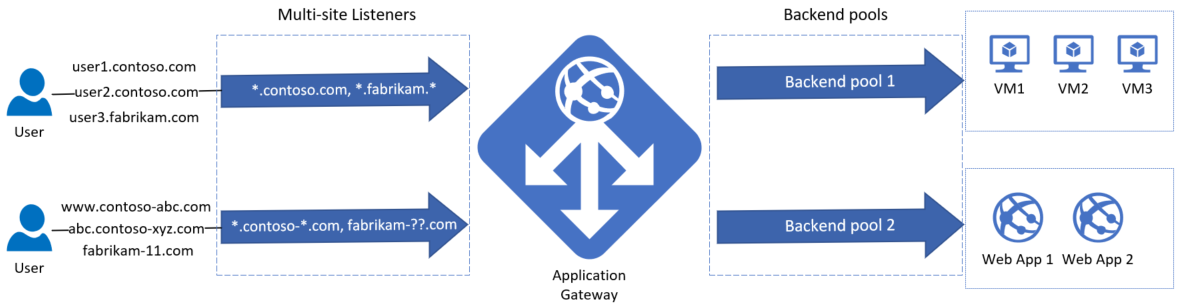 Multi-site Listeners
Backend pools
user1.contoso.com
user2.contoso.com
user3.fabrikam.com
User
*.contoso.com, *.fabrikam.*
Backend pool 1
VM1
VM2
VM3
www.contoso-abc.com
abc.contoso-xyz.com
fabrikam-11.com
User
*.contoso-*.com, fabrikam-??.com
Application
Gateway
Backend pool 2
Web App 1
Web App 2